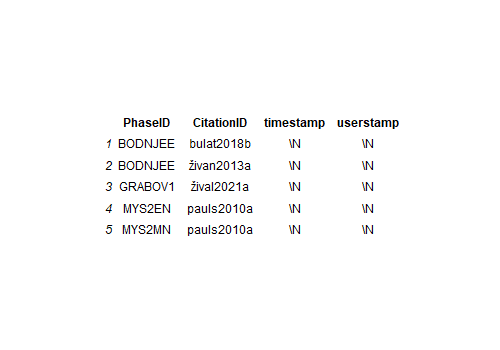 PhaseID CitationID timestamp userstamp
1 BODNJEE bulat2018b \N \N
2 BODNJEE živan2013a \N \N
3 GRABOV1 žival2021a \N \N
4 MYS2EN pauls2010a \N \N
5 MYS2MN pauls2010a \N \N